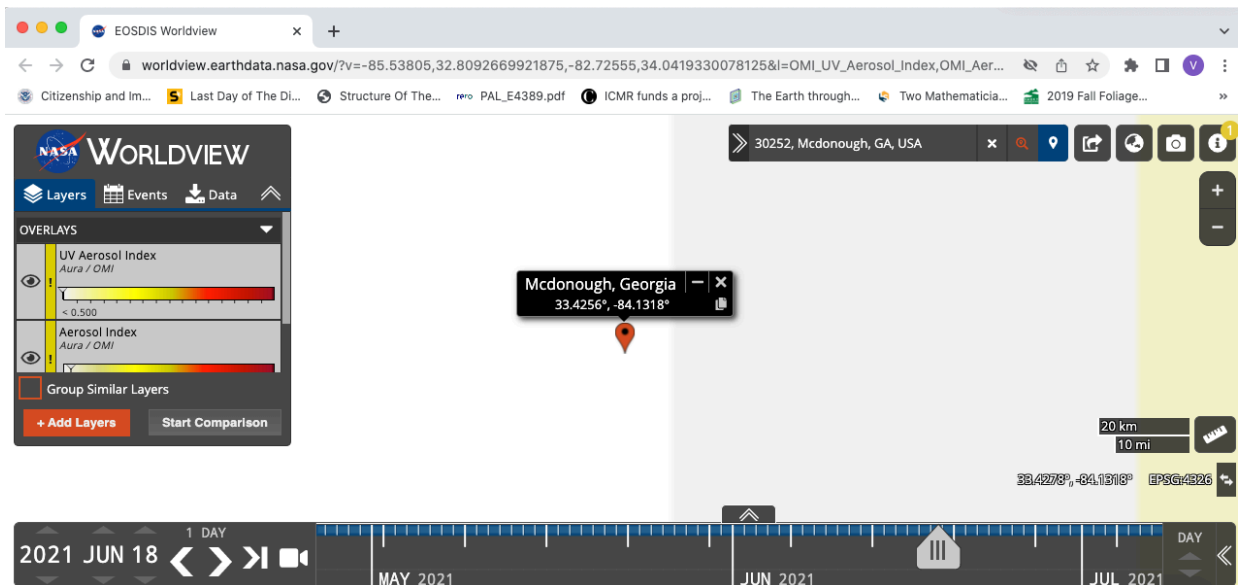 EOSDIS Worldview
worldview.earthdata.nasa.gov/?v=-85.53805,32.8092669921875,-82.72555,34.0419330078125&l=OMI_UV_Aerosol_Index,OMI_Aer...
V
Citizenship and Im...
S Last Day of The Di...
Structure Of The...
rero PAL_E4389.pdf
ICMR funds a proj...
The Earth through...
Two Mathematicia...
2019 Fall Foliage...
»
NASA WORLDVIEW
Layers Events Data
30252, Mcdonough, GA, USA
1
OVERLAYS
UV Aerosol Index
Aura / OMI
< 0.500
Aerosol Index
Aura / OMI
Group Similar Layers
+ Add Layers Start Comparison
Mcdonough, Georgia
33.4256°, -84.1318°
20 km
10 mi
33.4278°, -84.1318° EPSG:4326
1 DAY
2021 JUN 18
MAY 2021
JUN 2021
JUL 2021
DAY